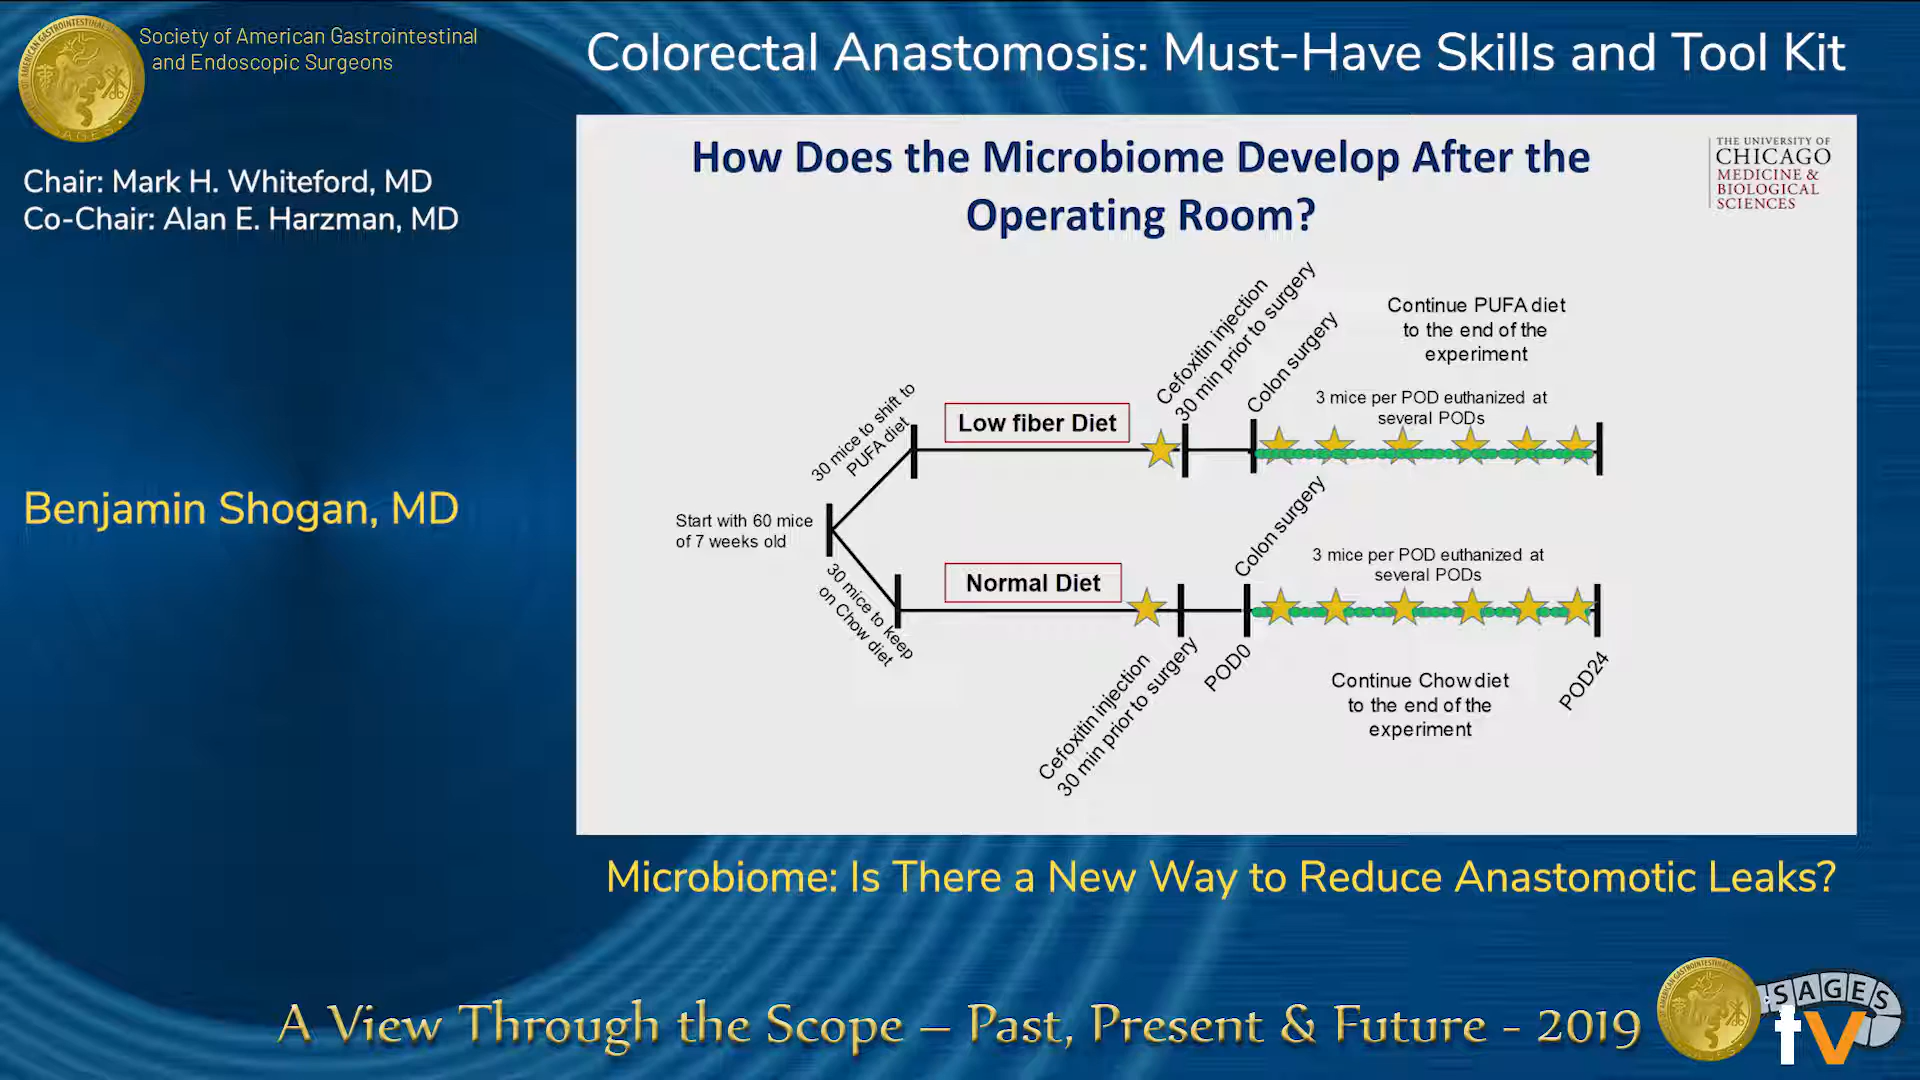 Society of American Gastrointestinal
and Endoscopic Surgeons
Colorectal Anastomosis: Must-Have Skills and Tool Kit
Chair: Mark H. Whiteford, MD
Co-Chair: Alan E. Harzman, MD
Benjamin Shogan, MD
How Does the Microbiome Develop After the
Operating Room?
THE UNIVERSITY OF
CHICAGO
MEDICINE &
BIOLOGICAL
SCIENCES
Start with 60 mice
of 7 weeks old
30 mice to shift to
PUFA diet
Low fiber Diet
Cefoxitin injection
30 min prior to surgery
Colon surgery
Continue PUFA diet
to the end of the
experiment
3 mice per POD euthanized at
several PODs
30 mice to keep
on Chow diet
Normal Diet
Cefoxitin injection
30 min prior to surgery
Colon surgery
POD0
3 mice per POD euthanized at
several PODs
Continue Chow diet
to the end of the
experiment
POD24
Microbiome: Is There a New Way to Reduce Anastomotic Leaks?
A View Through the Scope – Past, Present & Future - 2019
SAGES
tv